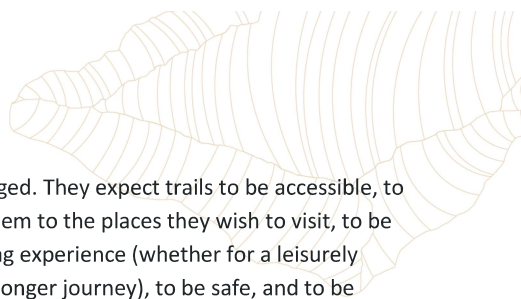 ged. They expect trails to be accessible, to
em to the places they wish to visit, to be
ng experience (whether for a leisurely
onger journey), to be safe, and to be